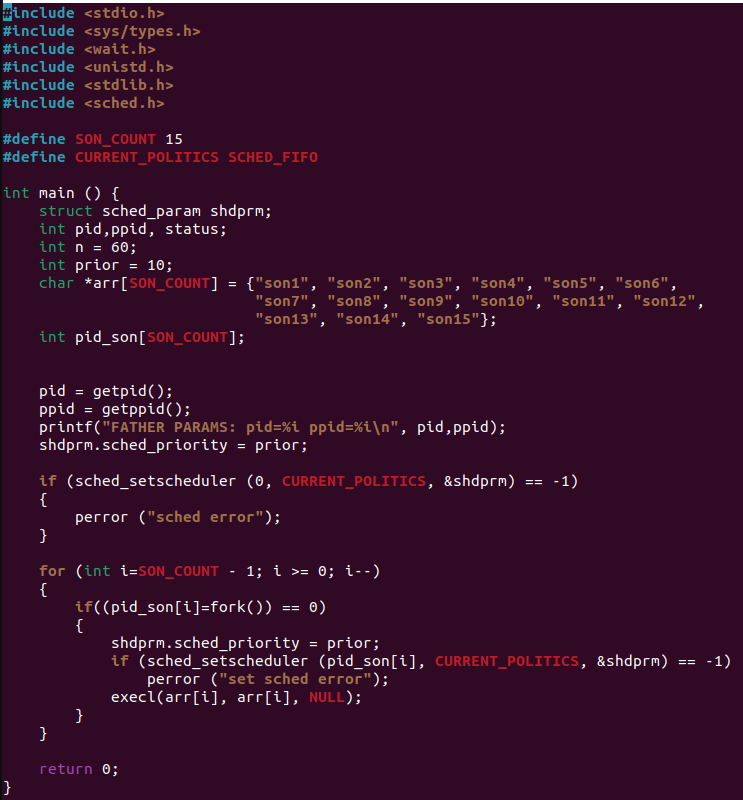 #include <stdio.h>
#include <sys/types.h>
#include <wait.h>
#include <unistd.h>
#include <stdlib.h>
#include <sched.h>

#define SON_COUNT 15
#define CURRENT_POLITICS SCHED_FIFO

int main () {
    struct sched_param shdprm;
    int pid,ppid, status;
    int n = 60;
    int prior = 10;
    char *arr[SON_COUNT] = {"son1", "son2", "son3", "son4", "son5", "son6",
                            "son7", "son8", "son9", "son10", "son11", "son12",
                            "son13", "son14", "son15"};
    int pid_son[SON_COUNT];


    pid = getpid();
    ppid = getppid();
    printf("FATHER PARAMS: pid=%i ppid=%i\n", pid,ppid);
    shdprm.sched_priority = prior;

    if (sched_setscheduler (0, CURRENT_POLITICS, &shdprm) == -1)
    {
        perror ("sched error");
    }

    for (int i=SON_COUNT - 1; i >= 0; i--)
    {
        if((pid_son[i]=fork()) == 0)
        {
            shdprm.sched_priority = prior;
            if (sched_setscheduler (pid_son[i], CURRENT_POLITICS, &shdprm) == -1)
                perror ("set sched error");
            execl(arr[i], arr[i], NULL);
        }
    }

    return 0;
}